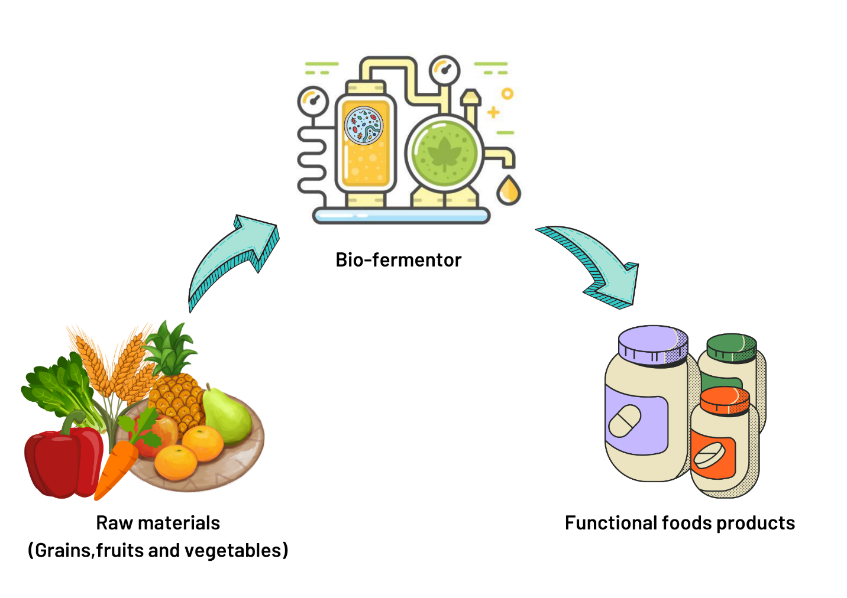 Bio-fermentor
Raw materials
(Grains,fruits and vegetables)
Functional foods products